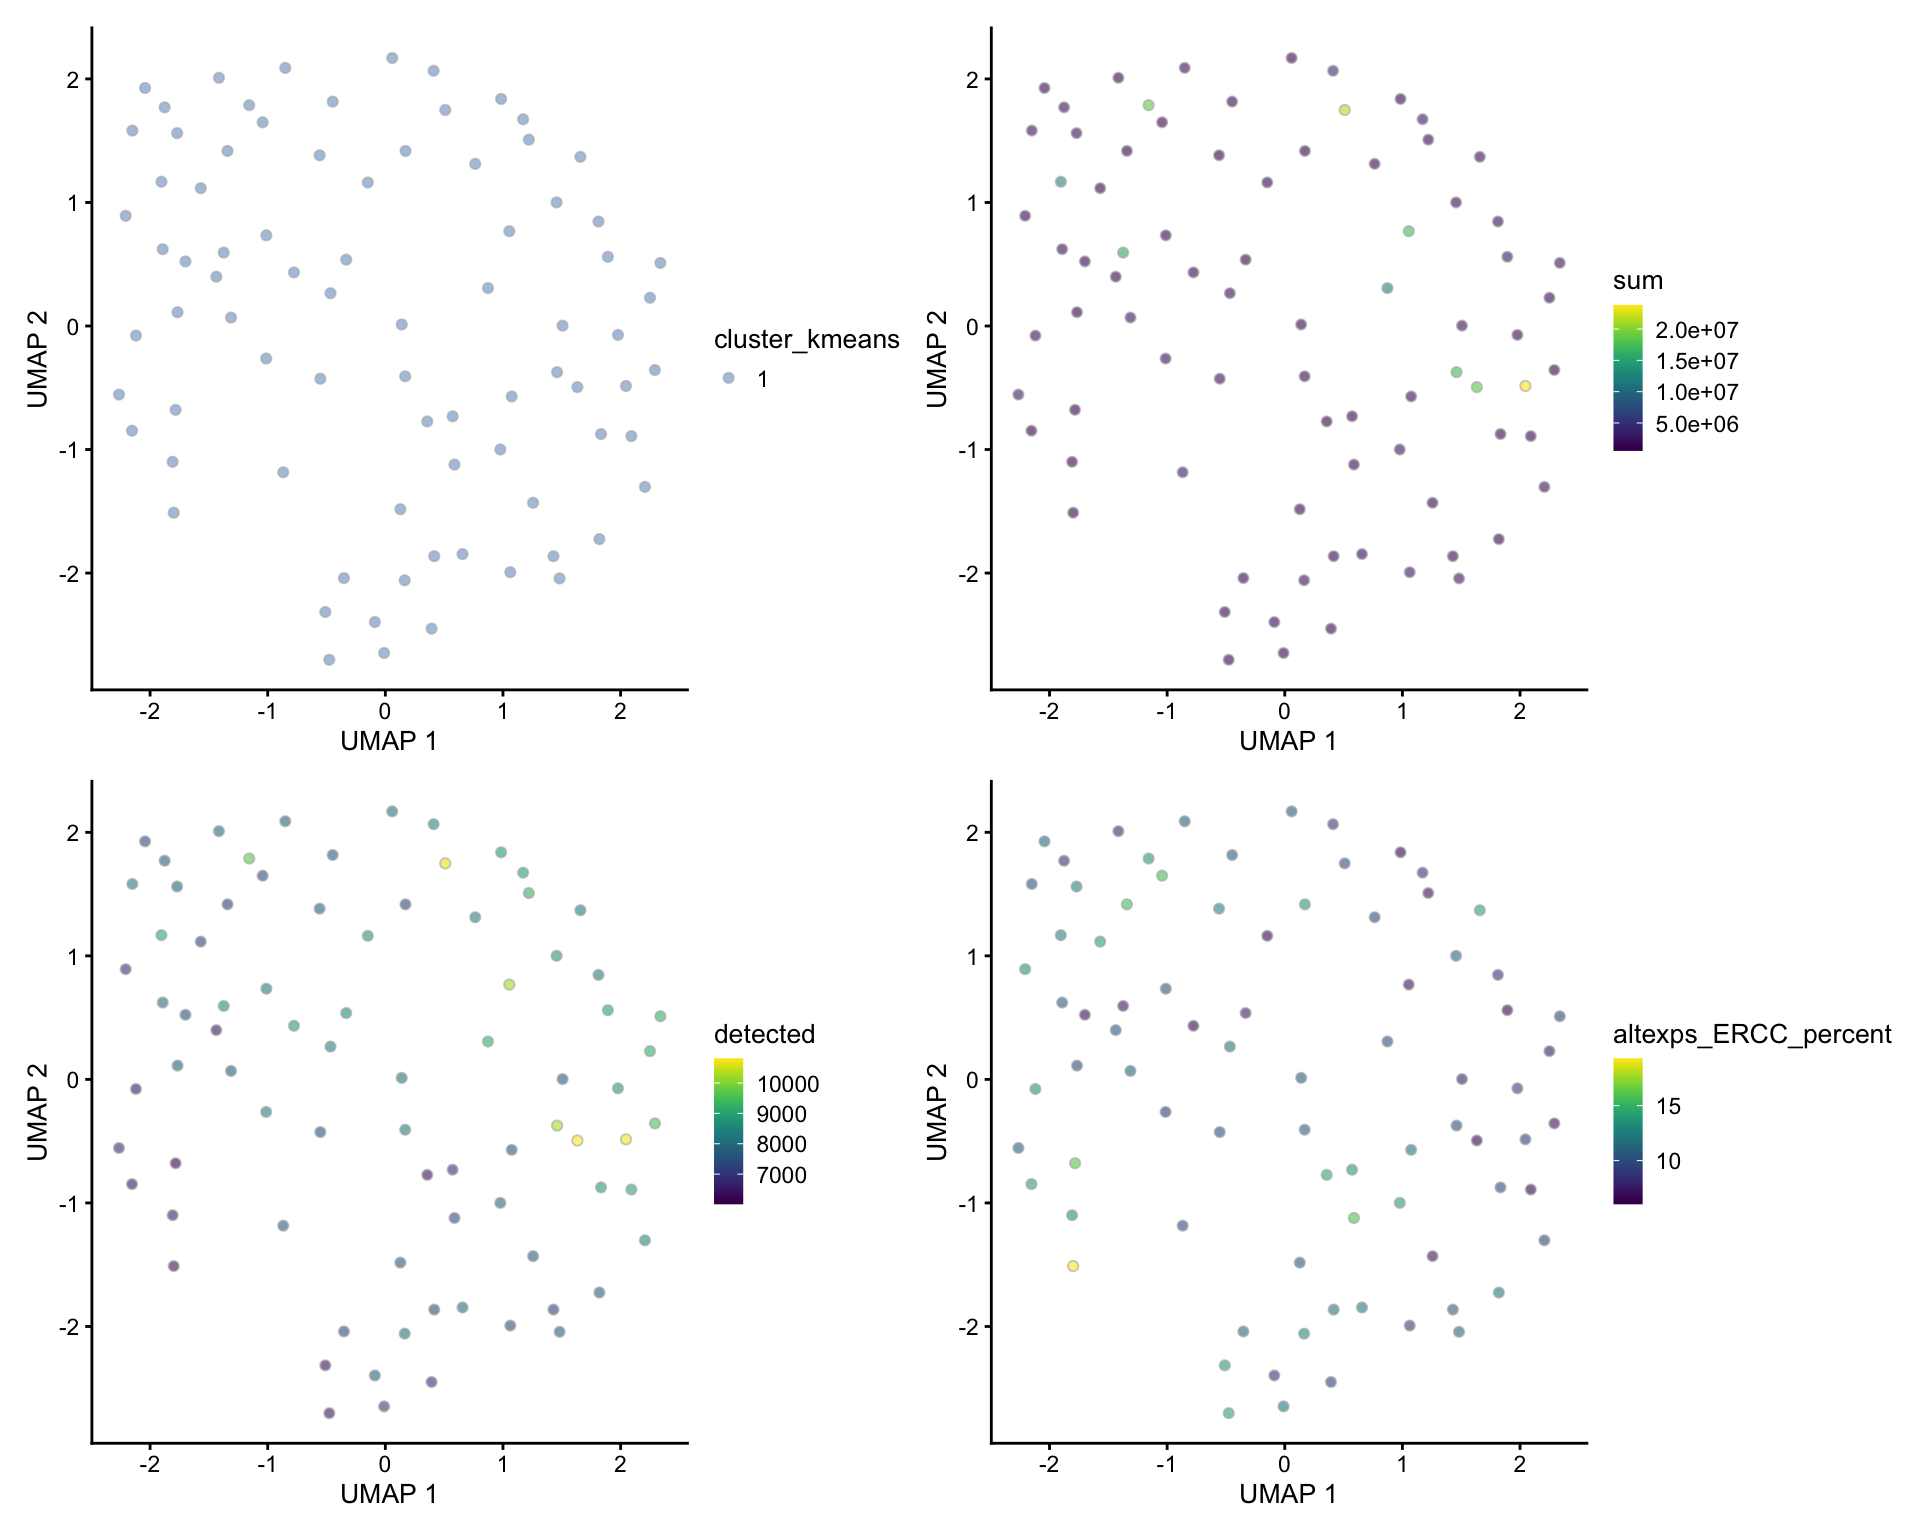 2
1
0
-1
-2
UMAP 2
-2 -1 0 1 2
UMAP 1
cluster_kmeans
1
2
1
0
-1
-2
UMAP 2
-2 -1 0 1 2
UMAP 1
sum
2.0e+07
1.5e+07
1.0e+07
5.0e+06
2
1
0
-1
-2
UMAP 2
-2 -1 0 1 2
UMAP 1
detected
10000
9000
8000
7000
2
1
0
-1
-2
UMAP 2
-2 -1 0 1 2
UMAP 1
altexps_ERCC_percent
15
10